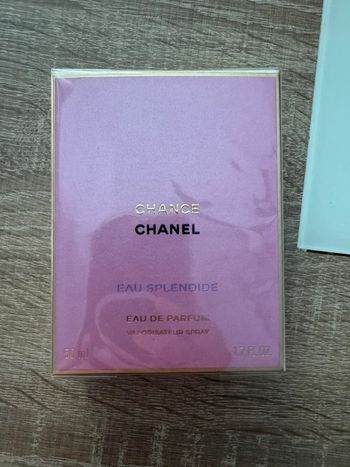 CHANCE
CHANEL
EAU SPLENDIDE
EAU DE PARFUM
VAPORISATEUR SPRAY
50 ml 1.7 FL.OZ.